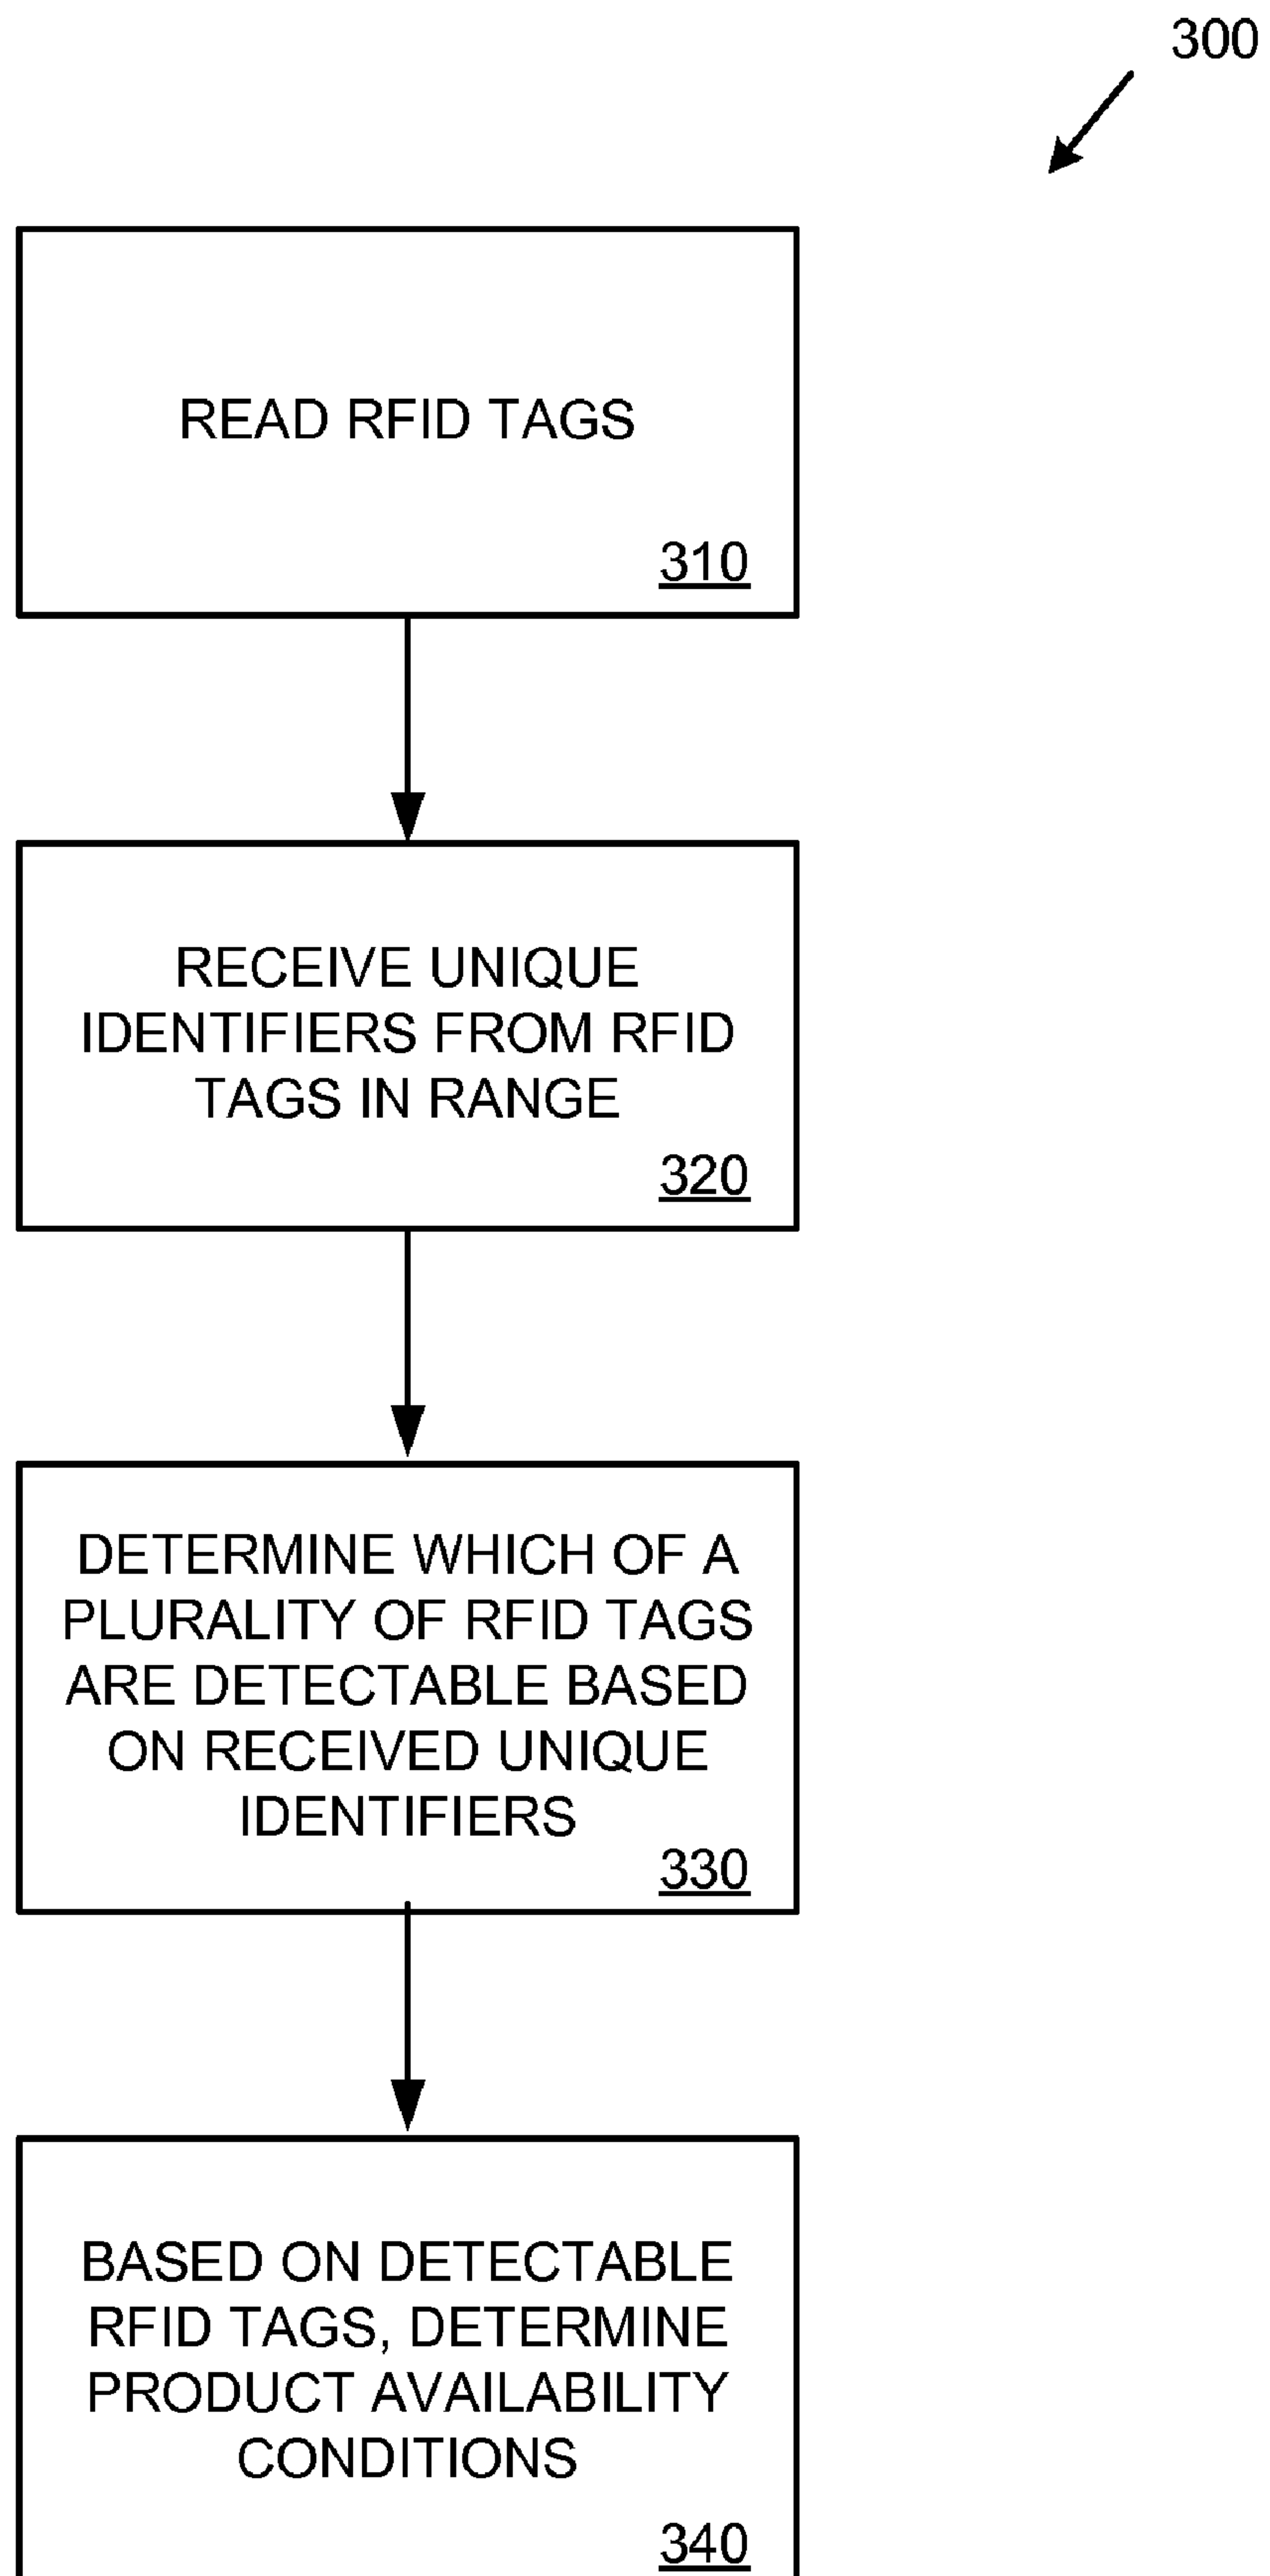 300
READ RFID TAGS
310
RECEIVE UNIQUE
IDENTIFIERS FROM RFID
TAGS IN RANGE
320
DETERMINE WHICH OF A
PLURALITY OF RFID TAGS
ARE DETECTABLE BASED
ON RECEIVED UNIQUE
IDENTIFIERS
330
BASED ON DETECTABLE
RFID TAGS, DETERMINE
PRODUCT AVAILABILITY
CONDITIONS
340